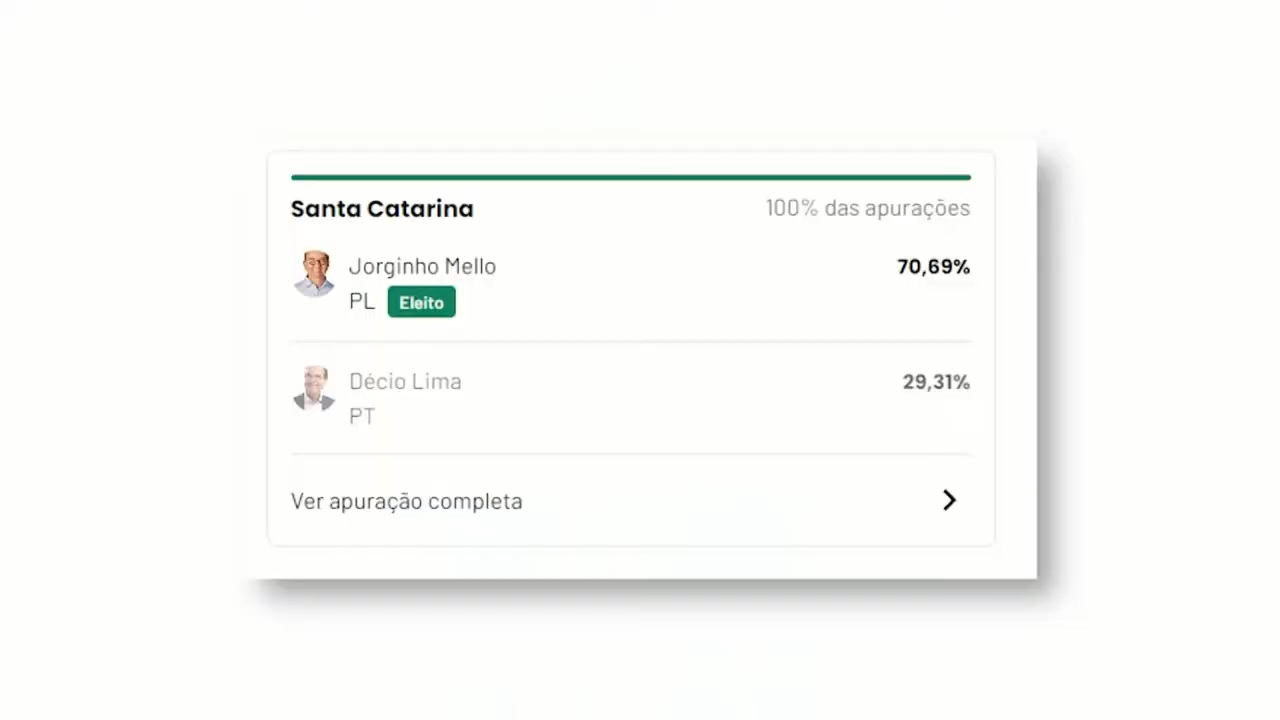 Santa Catarina 100% das apurações
Jorginho Mello 70,69%
PL Eleito
Décio Lima 29,31%
PT
Ver apuração completa